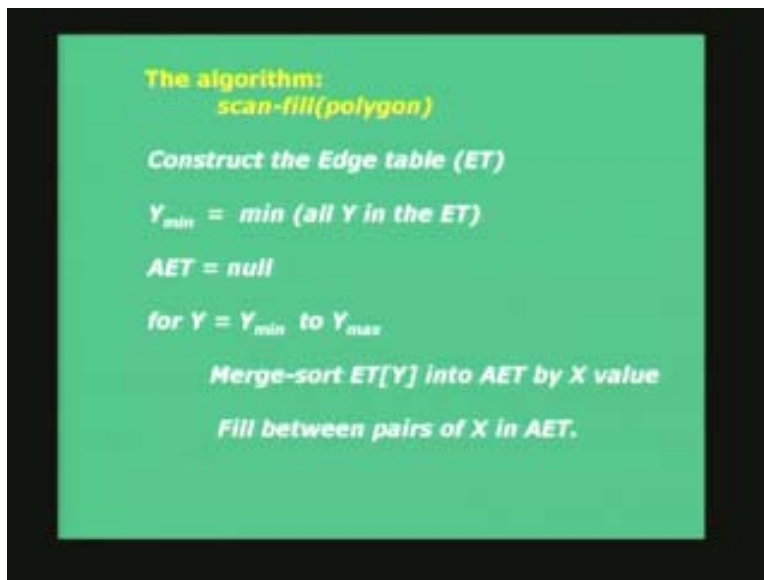 The algorithm:
scan-fill(polygon)
Construct the Edge table (ET)
Ymin = min (all Y in the ET)
AET = null
for Y = Ymin to Ymax
Merge-sort ET[Y] into AET by X value
Fill between pairs of X in AET.